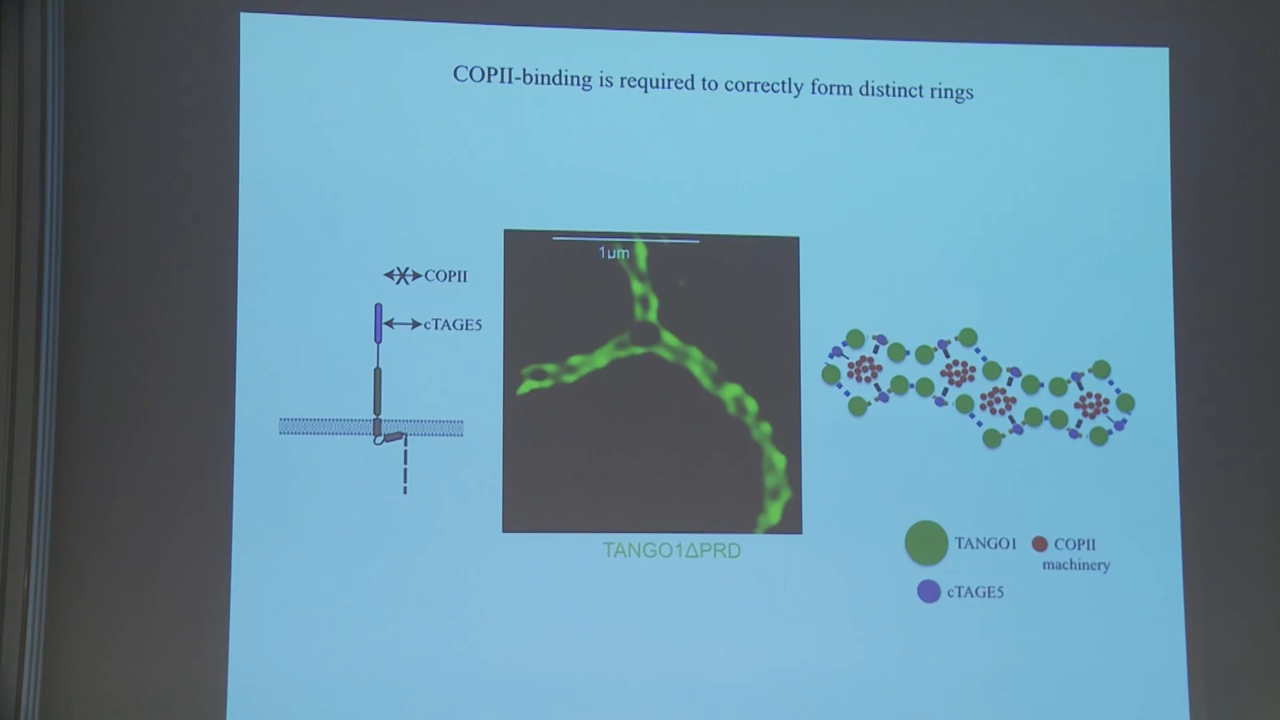 COPII-binding is required to correctly form distinct rings
1µm
COPII
cTAGE5
TANGO1ΔPRD
TANGO1
COPII
machinery
cTAGE5